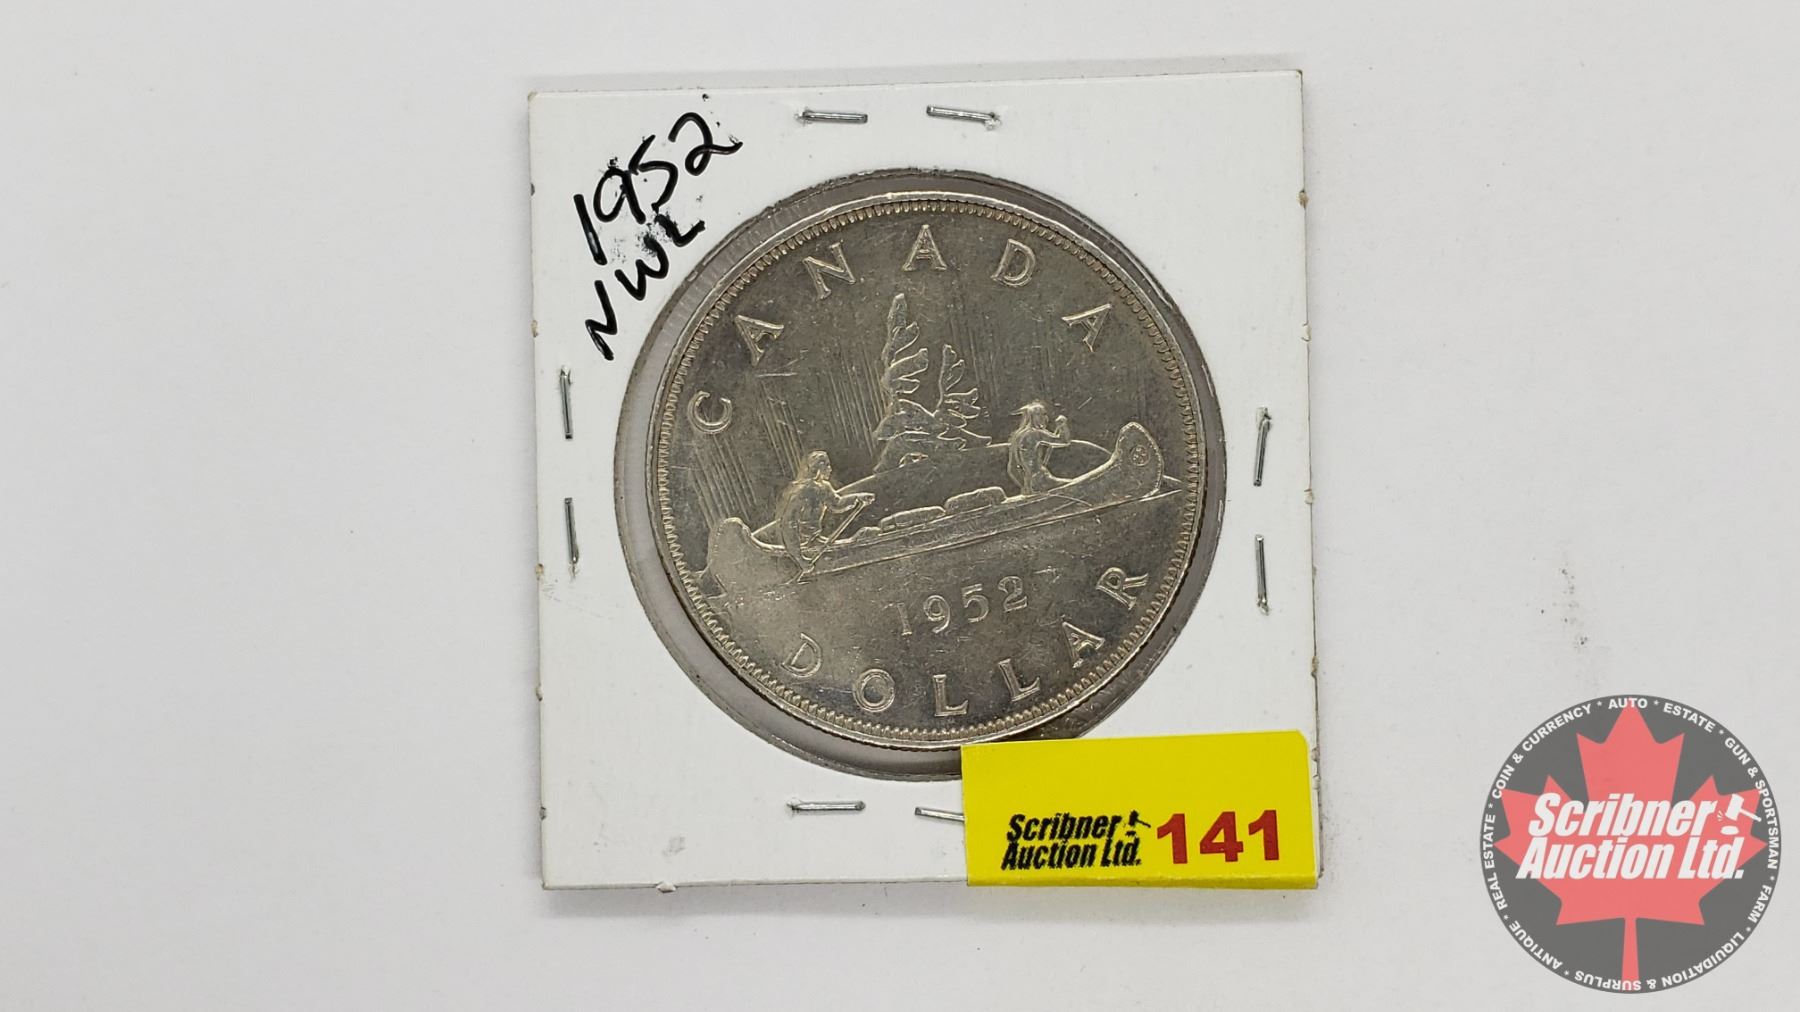 1952
NWL
CANADA
1952
DOLLAR
Scribner
Auction Ltd.
141
COIN & CURRENCY * AUTO * ESTATE * GUN & SPORTSMAN * FARM * LIQUIDATION & SURPLUS * ANTIQUE * REAL ESTATE *
Scribner
Auction Ltd.